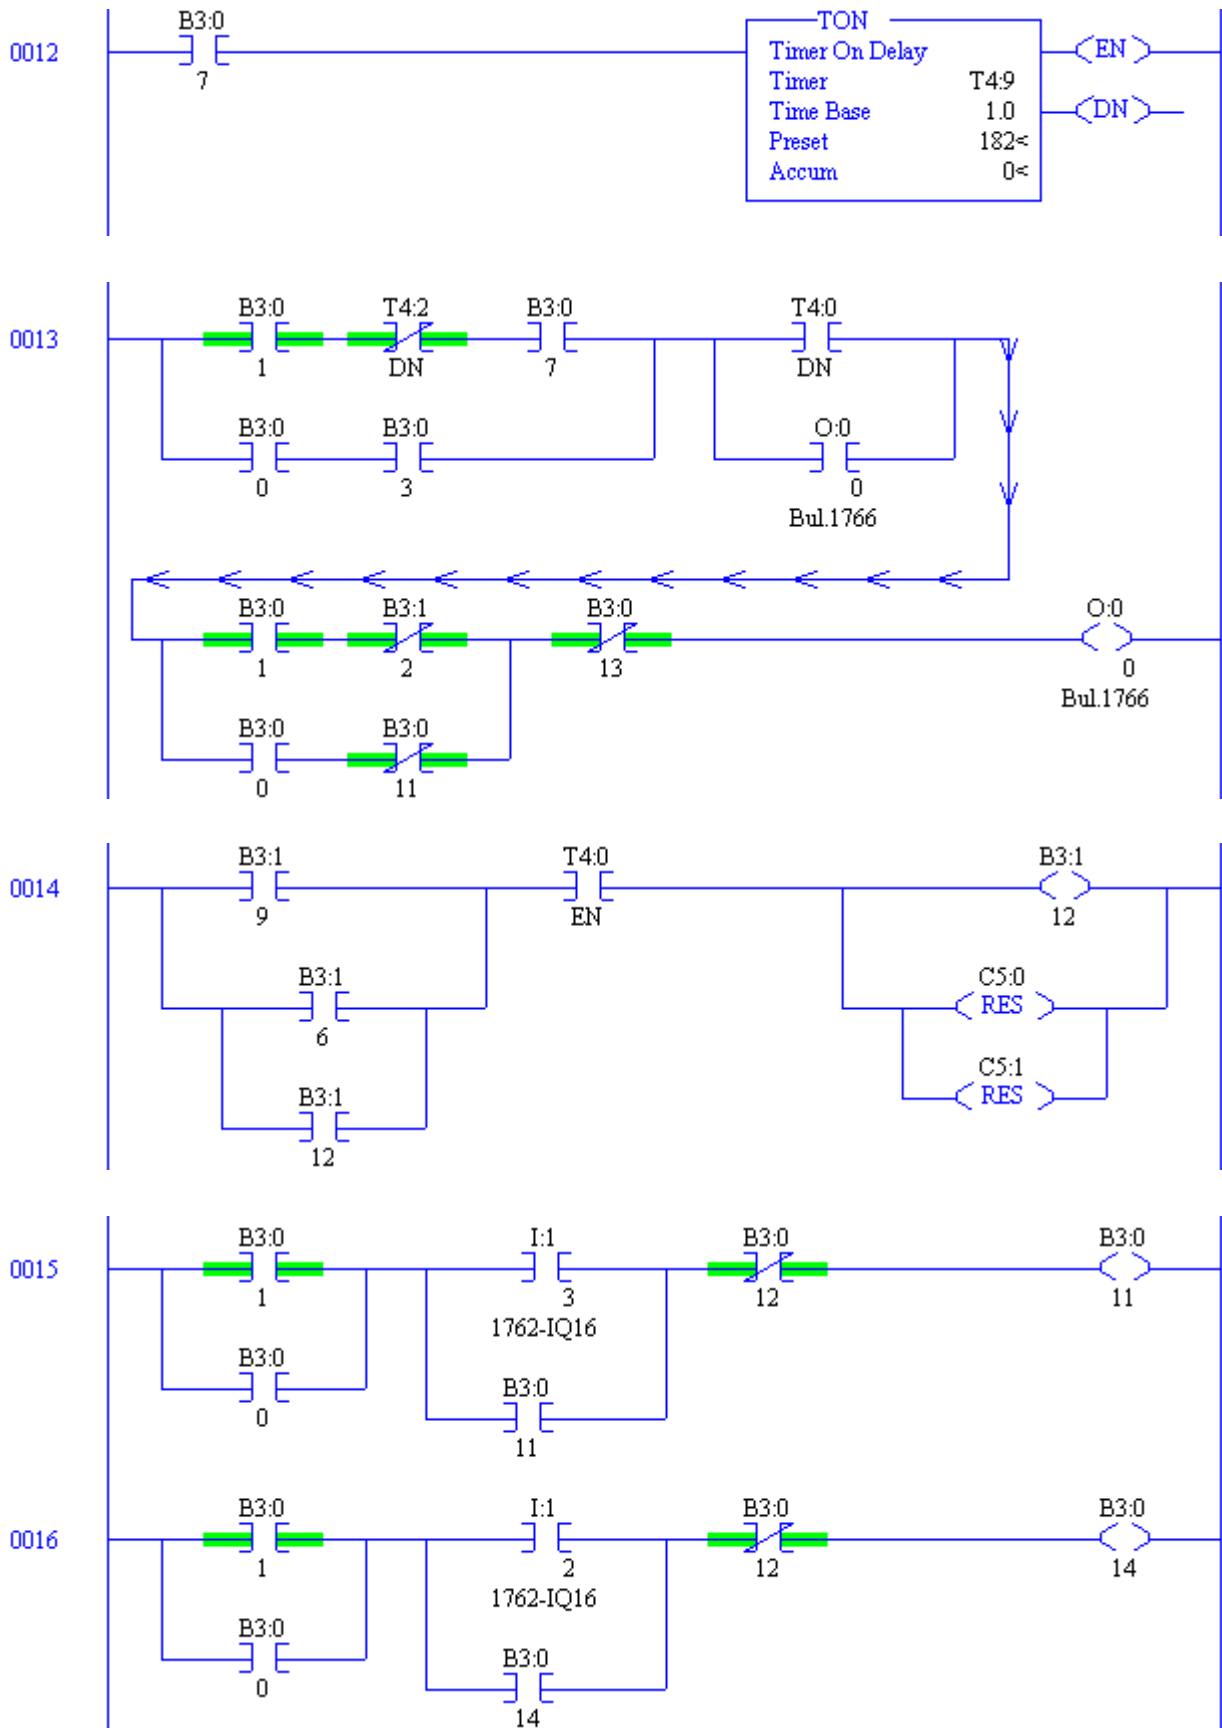 B3:0
TON
0012
EN
Timer On Delay
7
Timer T4:9
Time Base 1.0
DN
Preset 182<
Accum 0<
B3:0 T4:2 B3:0 T4:0
0013
1 DN 7 DN
B3:0 B3:0 O:0
0 3 0
Bul.1766
B3:0 B3:1 B3:0 O:0
1 2 13 0
Bul.1766
B3:0 B3:0
0 11
B3:1 T4:0 B3:1
0014
9 EN 12
B3:1 C5:0
RES
6
B3:1 C5:1
RES
12
B3:0 I:1 B3:0 B3:0
0015
1 3 12 11
1762-IQ16
B3:0 B3:0
0 11
B3:0 I:1 B3:0 B3:0
0016
1 2 12 14
1762-IQ16
B3:0 B3:0
0 14